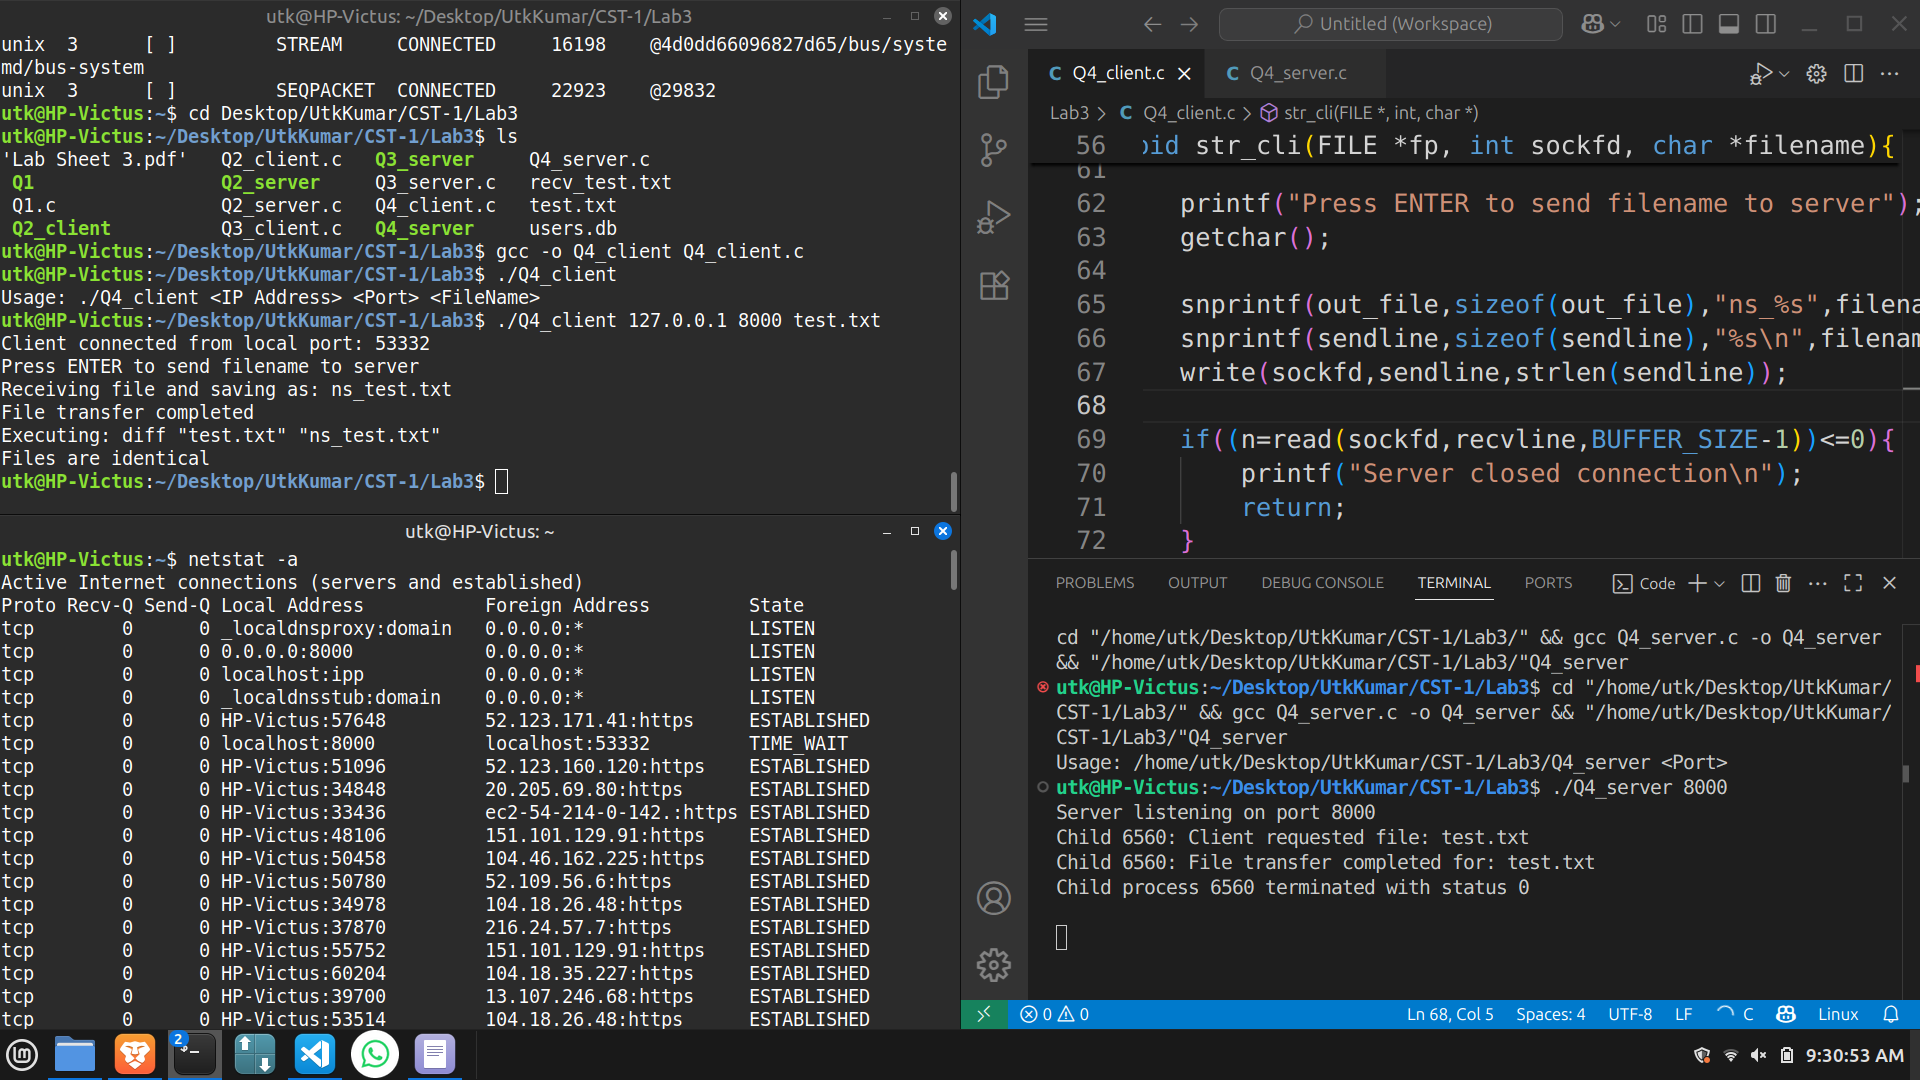 utk@HP-Victus: ~/Desktop/UtkKumar/CST-1/Lab3
unix  3      [ ]         STREAM     CONNECTED     16198    @4d0dd66096827d65/bus/syste
md/bus-system
unix  3      [ ]         SEQPACKET  CONNECTED     22923    @29832
utk@HP-Victus:~$ cd Desktop/UtkKumar/CST-1/Lab3
utk@HP-Victus:~/Desktop/UtkKumar/CST-1/Lab3$ ls
'Lab Sheet 3.pdf'   Q2_client.c   Q3_server     Q4_server.c
Q1                 Q2_server     Q3_server.c   recv_test.txt
Q1.c               Q2_server.c   Q4_client.c   test.txt
Q2_client          Q3_client.c   Q4_server     users.db
utk@HP-Victus:~/Desktop/UtkKumar/CST-1/Lab3$ gcc -o Q4_client Q4_client.c
utk@HP-Victus:~/Desktop/UtkKumar/CST-1/Lab3$ ./Q4_client
Usage: ./Q4_client <IP Address> <Port> <FileName>
utk@HP-Victus:~/Desktop/UtkKumar/CST-1/Lab3$ ./Q4_client 127.0.0.1 8000 test.txt
Client connected from local port: 53332
Press ENTER to send filename to server
Receiving file and saving as: ns_test.txt
File transfer completed
Executing: diff "test.txt" "ns_test.txt"
Files are identical
utk@HP-Victus:~/Desktop/UtkKumar/CST-1/Lab3$
utk@HP-Victus: ~
utk@HP-Victus:~$ netstat -a
Active Internet connections (servers and established)
Proto Recv-Q Send-Q Local Address           Foreign Address         State
tcp        0      0 _localdnsproxy:domain   0.0.0.0:*               LISTEN
tcp        0      0 0.0.0.0:8000            0.0.0.0:*               LISTEN
tcp        0      0 localhost:ipp           0.0.0.0:*               LISTEN
tcp        0      0 _localdnsstub:domain    0.0.0.0:*               LISTEN
tcp        0      0 HP-Victus:57648         52.123.171.41:https     ESTABLISHED
tcp        0      0 localhost:8000          localhost:53332         TIME_WAIT
tcp        0      0 HP-Victus:51096         52.123.160.120:https    ESTABLISHED
tcp        0      0 HP-Victus:34848         20.205.69.80:https      ESTABLISHED
tcp        0      0 HP-Victus:33436         ec2-54-214-0-142.:https ESTABLISHED
tcp        0      0 HP-Victus:48106         151.101.129.91:https    ESTABLISHED
tcp        0      0 HP-Victus:50458         104.46.162.225:https    ESTABLISHED
tcp        0      0 HP-Victus:50780         52.109.56.6:https       ESTABLISHED
tcp        0      0 HP-Victus:34978         104.18.26.48:https      ESTABLISHED
tcp        0      0 HP-Victus:37870         216.24.57.7:https       ESTABLISHED
tcp        0      0 HP-Victus:55752         151.101.129.91:https    ESTABLISHED
tcp        0      0 HP-Victus:60204         104.18.35.227:https     ESTABLISHED
tcp        0      0 HP-Victus:39700         13.107.246.68:https     ESTABLISHED
tcp        0      0 HP-Victus:53514         104.18.26.48:https      ESTABLISHED
Untitled (Workspace)
C Q4_client.c C Q4_server.c
Lab3 > C Q4_client.c > str_cli(FILE *, int, char *)
56 oid str_cli(FILE *fp, int sockfd, char *filename){
61
62 printf("Press ENTER to send filename to server");
63 getchar();
64
65 snprintf(out_file,sizeof(out_file),"ns_%s",filena
66 snprintf(sendline,sizeof(sendline),"%s\n",filenam
67 write(sockfd,sendline,strlen(sendline));
68
69 if((n=read(sockfd,recvline,BUFFER_SIZE-1))<=0){
70 printf("Server closed connection\n");
71 return;
72 }
PROBLEMS OUTPUT DEBUG CONSOLE TERMINAL PORTS Code
cd "/home/utk/Desktop/UtkKumar/CST-1/Lab3/" && gcc Q4_server.c -o Q4_server
&& "/home/utk/Desktop/UtkKumar/CST-1/Lab3/"Q4_server
utk@HP-Victus:~/Desktop/UtkKumar/CST-1/Lab3$ cd "/home/utk/Desktop/UtkKumar/
CST-1/Lab3/" && gcc Q4_server.c -o Q4_server && "/home/utk/Desktop/UtkKumar/
CST-1/Lab3/"Q4_server
Usage: /home/utk/Desktop/UtkKumar/CST-1/Lab3/Q4_server <Port>
utk@HP-Victus:~/Desktop/UtkKumar/CST-1/Lab3$ ./Q4_server 8000
Server listening on port 8000
Child 6560: Client requested file: test.txt
Child 6560: File transfer completed for: test.txt
Child process 6560 terminated with status 0
0 0 Ln 68, Col 5 Spaces: 4 UTF-8 LF C Linux
2
9:30:53 AM